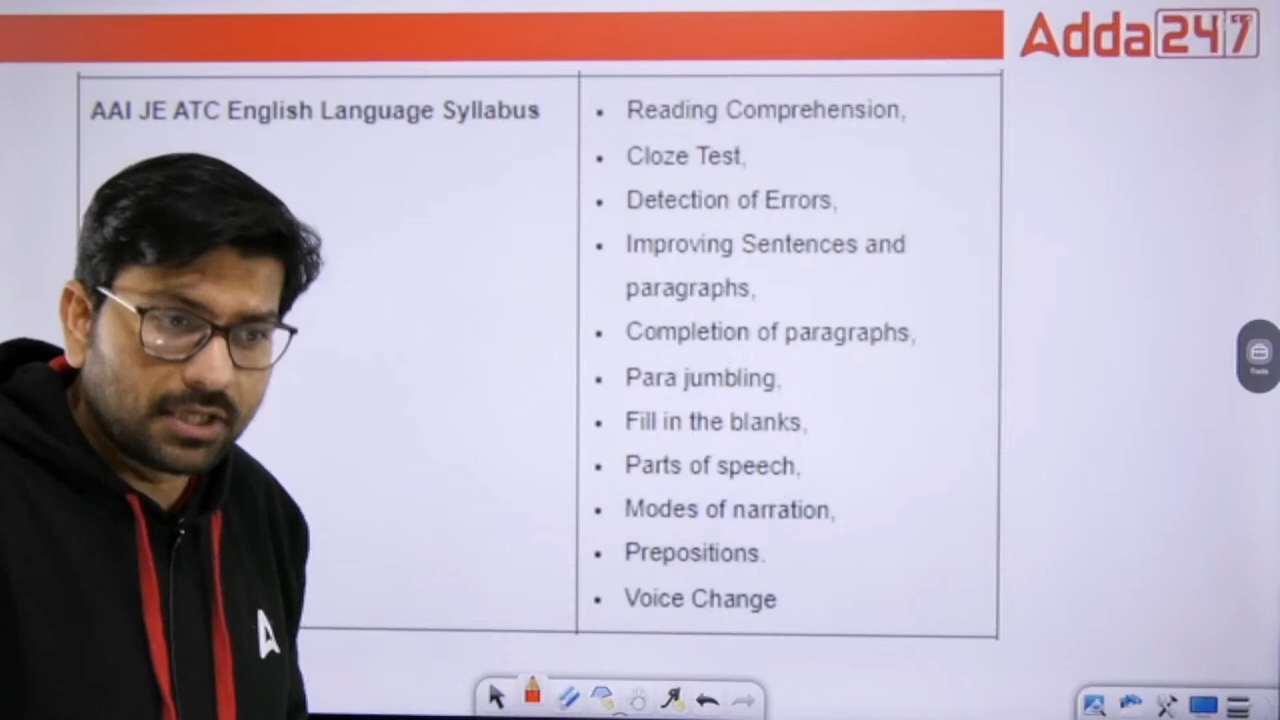 Adda247
AAI JE ATC English Language Syllabus
Reading Comprehension,
Cloze Test,
Detection of Errors,
Improving Sentences and
paragraphs,
Completion of paragraphs,
Para jumbling,
Fill in the blanks,
Parts of speech,
Modes of narration,
Prepositions.
Voice Change
Tools